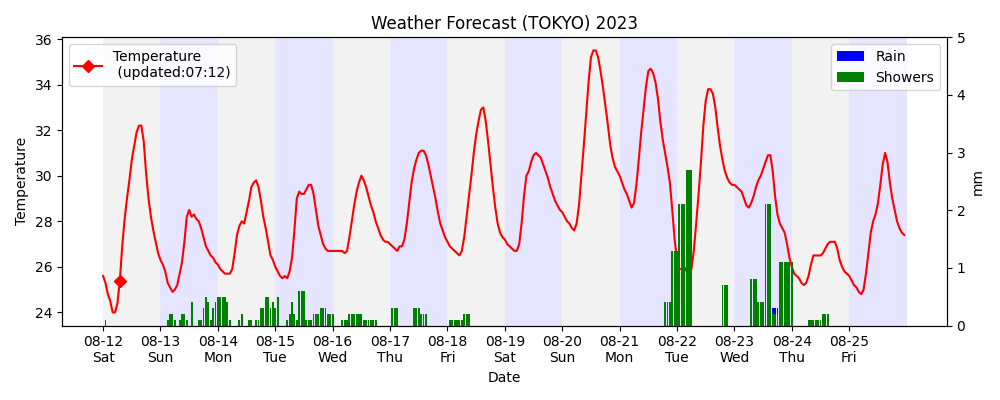 Weather Forecast (TOKYO) 2023
Temperature
(updated:07:12)
Rain
Showers
36
34
32
30
28
26
24
Temperature
5
4
3
2
1
0
mm
08-12 08-13 08-14 08-15 08-16 08-17 08-18 08-19 08-20 08-21 08-22 08-23 08-24 08-25
Sat Sun Mon Tue Wed Thu Fri Sat Sun Mon Tue Wed Thu Fri
Date